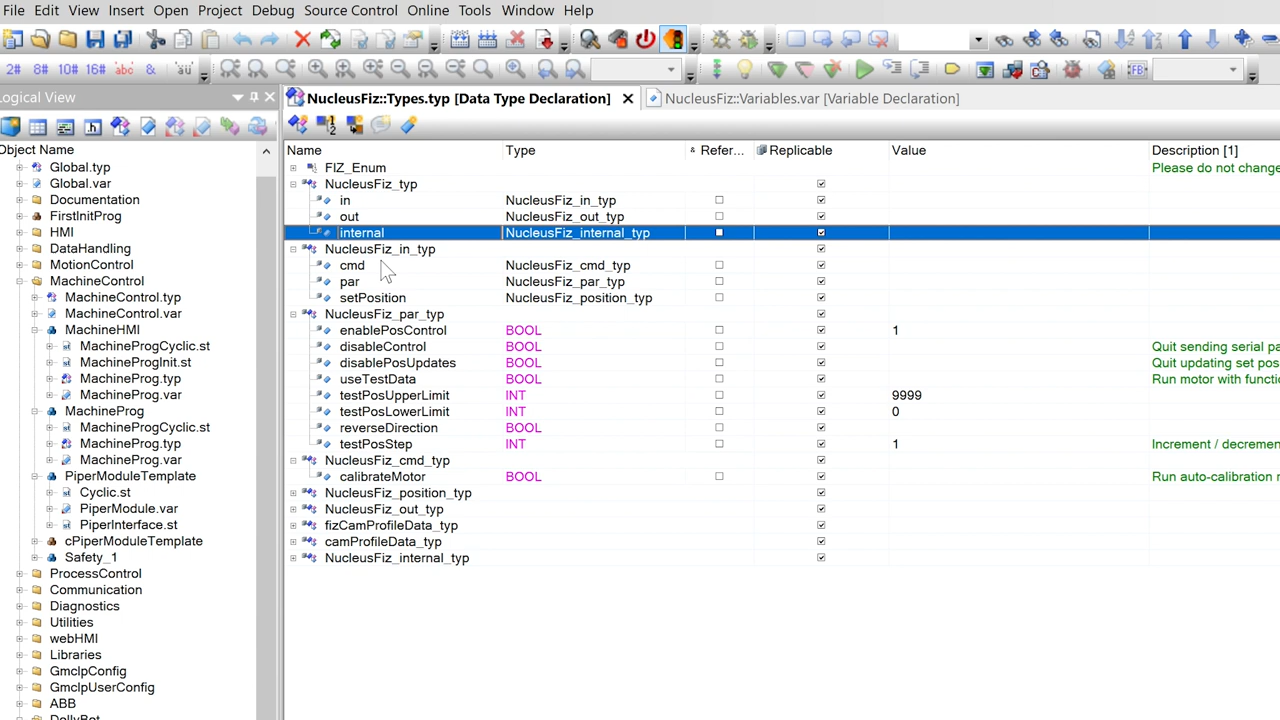 File Edit View Insert Open Project Debug Source Control Online Tools Window Help
2# 8# 10# 16# abc & 'äü'
ogical View
NucleusFiz::Types.typ [Data Type Declaration]
NucleusFiz::Variables.var [Variable Declaration]
Object Name
Global.typ
Global.var
Documentation
FirstInitProg
HMI
DataHandling
MotionControl
MachineControl
MachineControl.typ
MachineControl.var
MachineHMI
MachineProgCyclic.st
MachineProgInit.st
MachineProg.typ
MachineProg.var
MachineProg
MachineProgCyclic.st
MachineProg.typ
MachineProg.var
PiperModuleTemplate
Cyclic.st
PiperModule.var
PiperInterface.st
cPiperModuleTemplate
Safety_1
ProcessControl
Communication
Diagnostics
Utilities
webHMI
Libraries
GmclpConfig
GmclpUserConfig
ABB
DollyBot
Name Type & Refer... Replicable Value Description [1]
FIZ_Enum Please do not change
NucleusFiz_typ
in NucleusFiz_in_typ
out NucleusFiz_out_typ
internal NucleusFiz_internal_typ
NucleusFiz_in_typ
cmd NucleusFiz_cmd_typ
par NucleusFiz_par_typ
setPosition NucleusFiz_position_typ
NucleusFiz_par_typ
enablePosControl BOOL 1
disableControl BOOL Quit sending serial pa
disablePosUpdates BOOL Quit updating set pos
useTestData BOOL Run motor with functi
testPosUpperLimit INT 9999
testPosLowerLimit INT 0
reverseDirection BOOL
testPosStep INT 1 Increment / decremen
NucleusFiz_cmd_typ
calibrateMotor BOOL Run auto-calibration r
NucleusFiz_position_typ
NucleusFiz_out_typ
fizCamProfileData_typ
camProfileData_typ
NucleusFiz_internal_typ